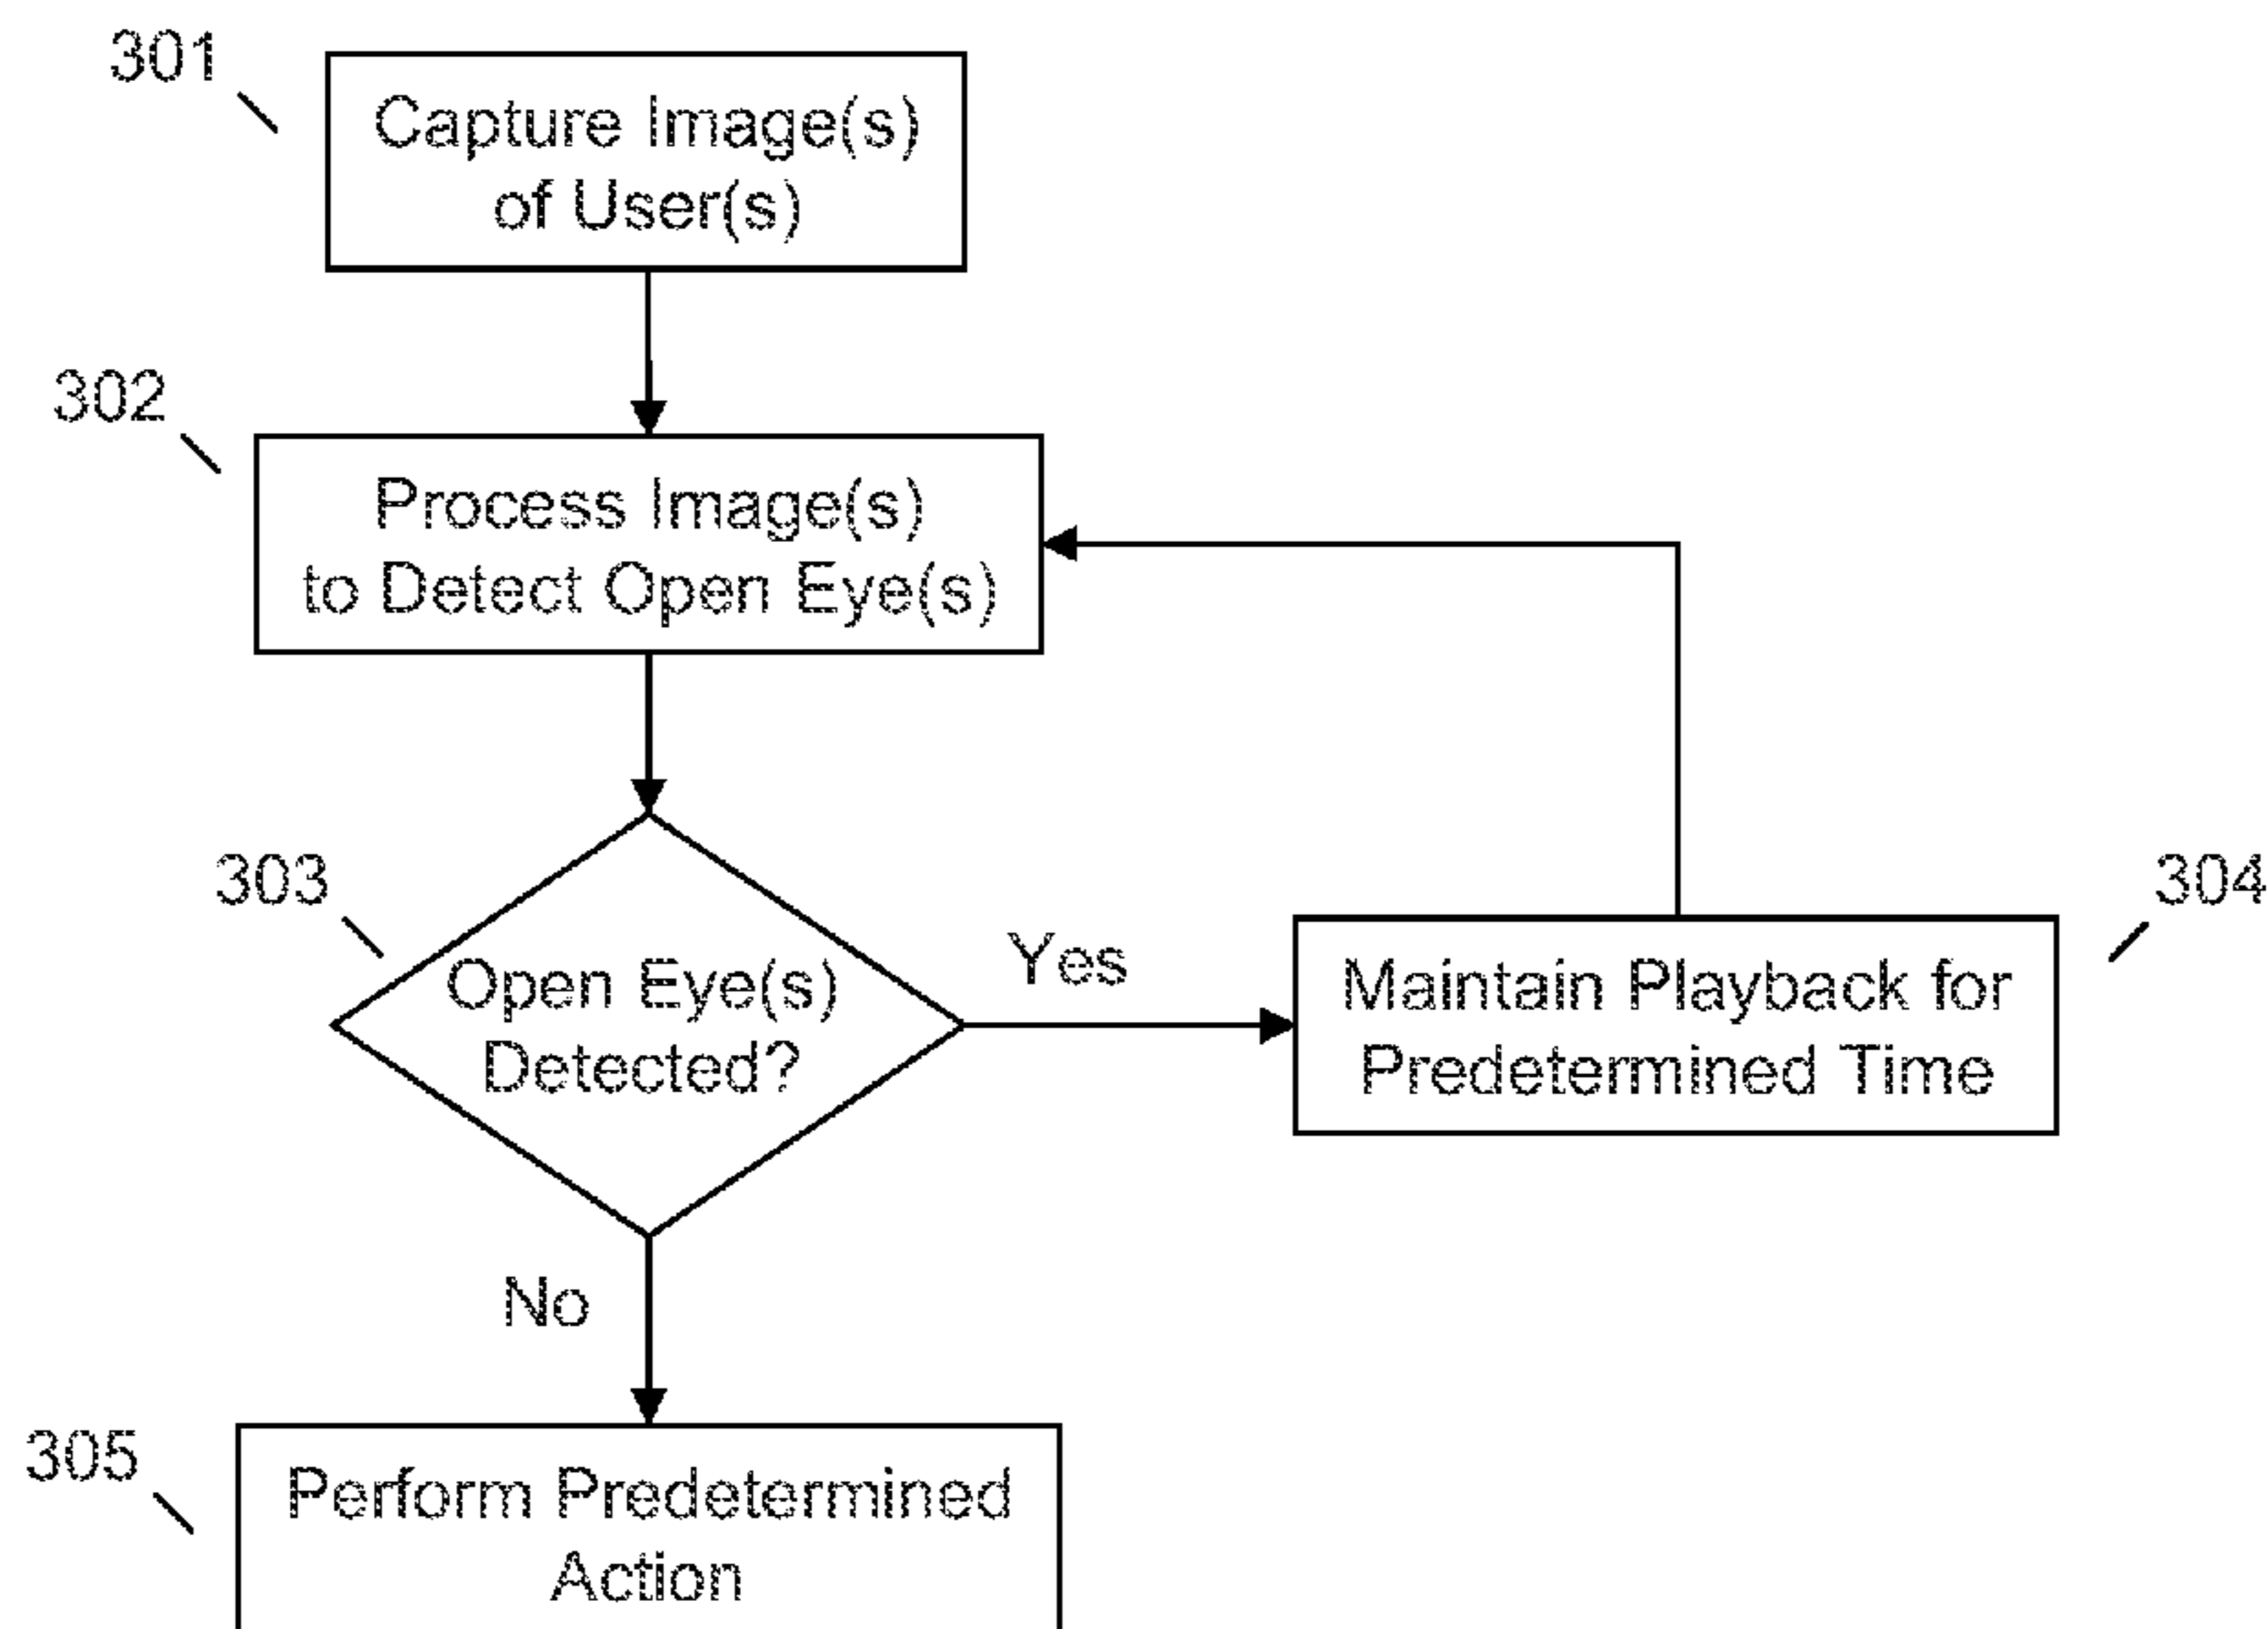 301
Capture Image(s)
of User(s)
302
Process Image(s)
to Detect Open Eye(s)
303
Open Eye(s)
Detected?
Yes
304
Maintain Playback for
Predetermined Time
No
305
Perform Predetermined
Action